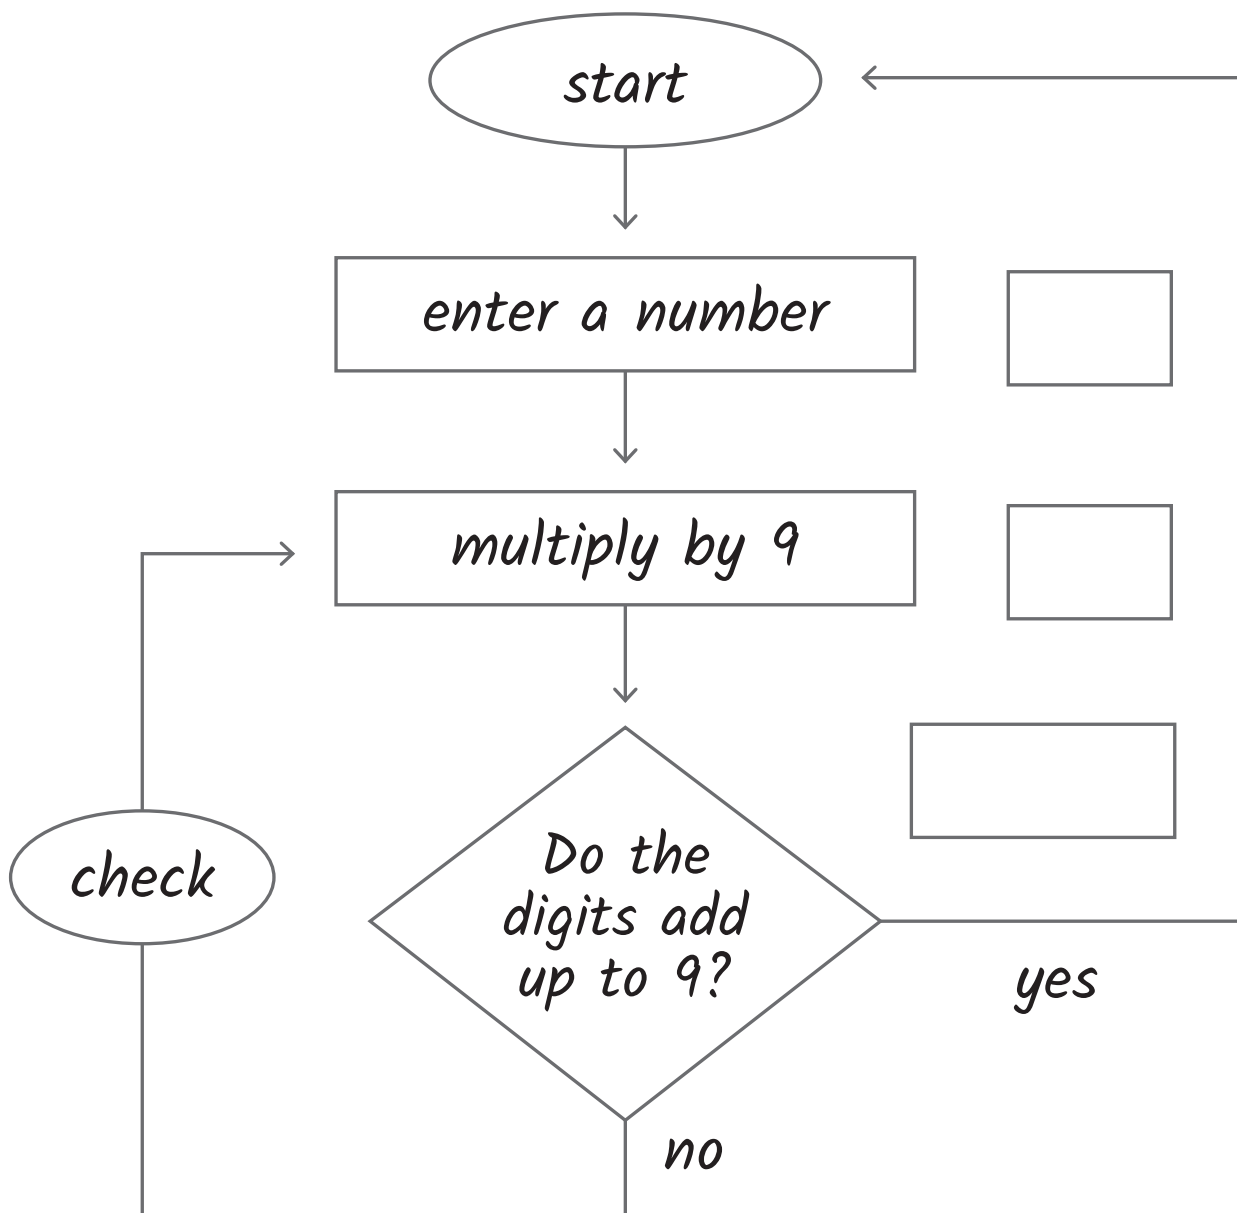 start
enter a number
multiply by 9
check
Do the
digits add
up to 9?
yes
no